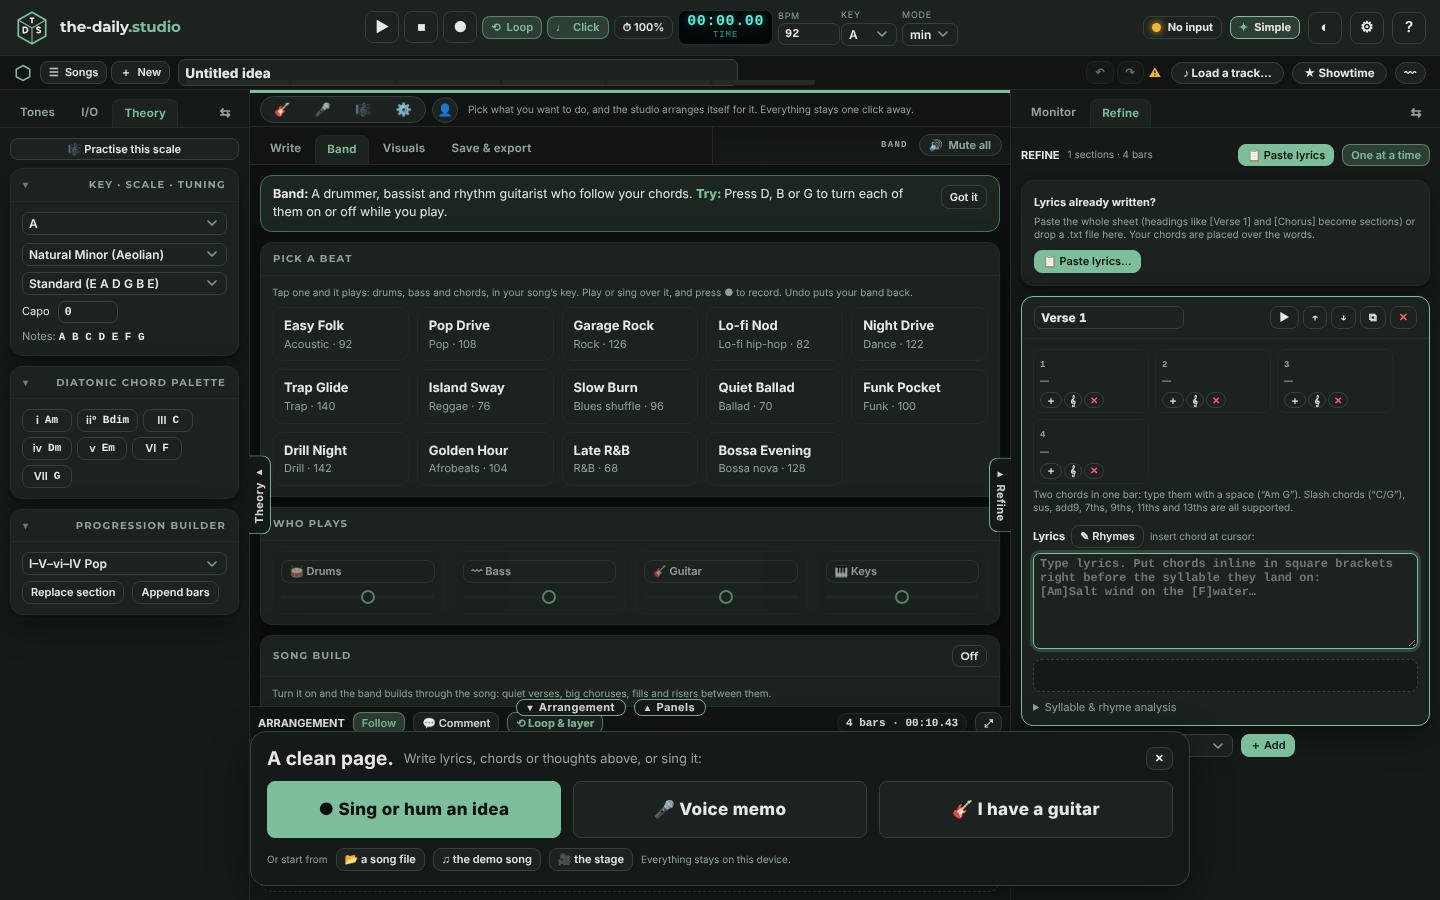 the-daily.studio
Loop
Click
100%
00:00.00
TIME
BPM
92
KEY
A
MODE
min
No input
Simple
?
Songs
+ New
Untitled idea
Load a track...
Showtime
Tones
I/O
Theory
Practise this scale
KEY · SCALE · TUNING
A
Natural Minor (Aeolian)
Standard (E A D G B E)
Capo
0
Notes: A B C D E F G
DIATONIC CHORD PALETTE
i Am
ii° Bdim
III C
iv Dm
v Em
VI F
VII G
PROGRESSION BUILDER
I–V–vi–IV Pop
Replace section
Append bars
Pick what you want to do, and the studio arranges itself for it. Everything stays one click away.
Write
Band
Visuals
Save & export
BAND
Mute all
Band: A drummer, bassist and rhythm guitarist who follow your chords. Try: Press D, B or G to turn each of
them on or off while you play.
Got it
PICK A BEAT
Tap one and it plays: drums, bass and chords, in your song's key. Play or sing over it, and press ● to record. Undo puts your band back.
Easy Folk
Acoustic · 92
Pop Drive
Pop · 108
Garage Rock
Rock · 126
Lo-fi Nod
Lo-fi hip-hop · 82
Night Drive
Dance · 122
Trap Glide
Trap · 140
Island Sway
Reggae · 76
Slow Burn
Blues shuffle · 96
Quiet Ballad
Ballad · 70
Funk Pocket
Funk · 100
Drill Night
Drill · 142
Golden Hour
Afrobeats · 104
Late R&B
R&B · 68
Bossa Evening
Bossa nova · 128
Theory
Refine
WHO PLAYS
Drums
Bass
Guitar
Keys
SONG BUILD
Off
Turn it on and the band builds through the song: quiet verses, big choruses, fills and risers between them.
Arrangement
Panels
ARRANGEMENT
Follow
Comment
Loop & layer
4 bars · 00:10.43
A clean page.
Write lyrics, chords or thoughts above, or sing it:
Sing or hum an idea
Voice memo
I have a guitar
Or start from
a song file
the demo song
the stage
Everything stays on this device.
Monitor
Refine
REFINE
1 sections · 4 bars
Paste lyrics
One at a time
Lyrics already written?
Paste the whole sheet (headings like [Verse 1] and [Chorus] become sections) or
drop a .txt file here. Your chords are placed over the words.
Paste lyrics...
Verse 1
1
—
2
—
3
—
4
—
Two chords in one bar: type them with a space (“Am G”). Slash chords (“C/G”),
sus, add9, 7ths, 9ths, 11ths and 13ths are all supported.
Lyrics
Rhymes
insert chord at cursor:
Type lyrics. Put chords inline in square brackets
right before the syllable they land on:
[Am]Salt wind on the [F]water…
Syllable & rhyme analysis
+ Add